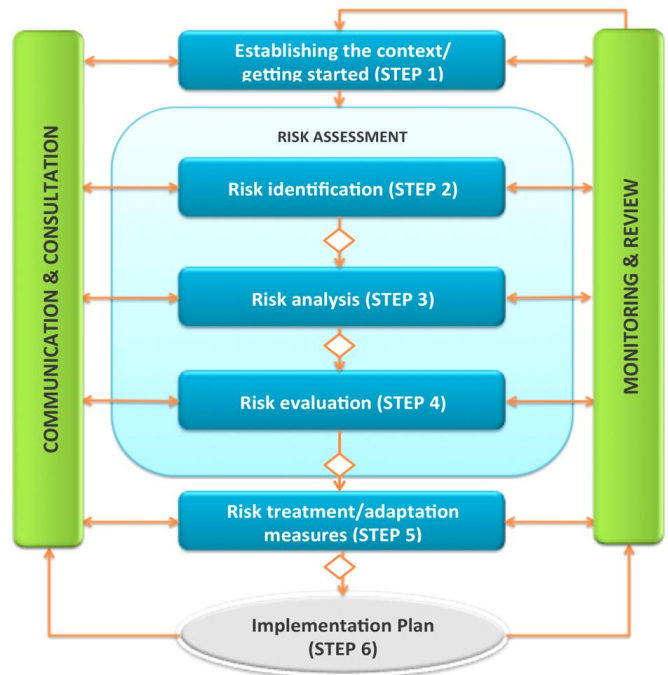 Establishing the context/
getting started (STEP 1)
COMMUNICATION & CONSULTATION
MONITORING & REVIEW
RISK ASSESSMENT
Risk identification (STEP 2)
Risk analysis (STEP 3)
Risk evaluation (STEP 4)
Risk treatment/adaptation
measures (STEP 5)
Implementation Plan
(STEP 6)